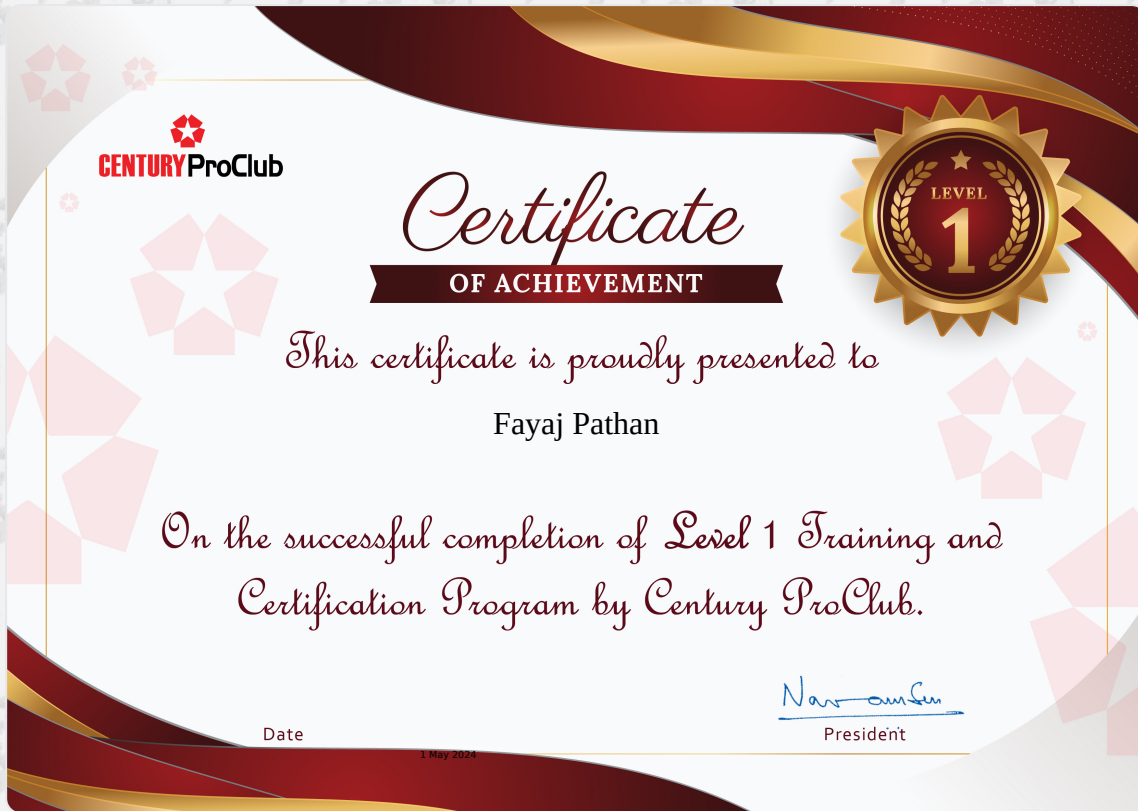 CENTURY ProClub
LEVEL
1
Certificate
OF ACHIEVEMENT
This certificate is proudly presented to
Fayaj Pathan
On the successful completion of Level 1 Training and
Certification Program by Century ProClub.
Date
President
1 May 2024